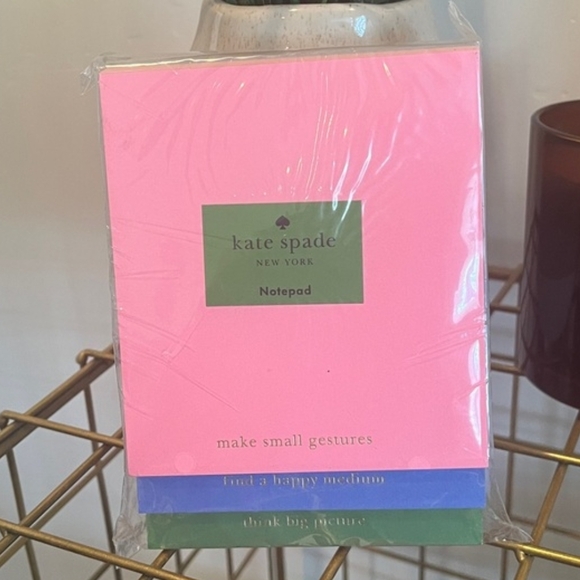 kate spade
NEW YORK
Notepad
make small gestures
find a happy medium
think big picture